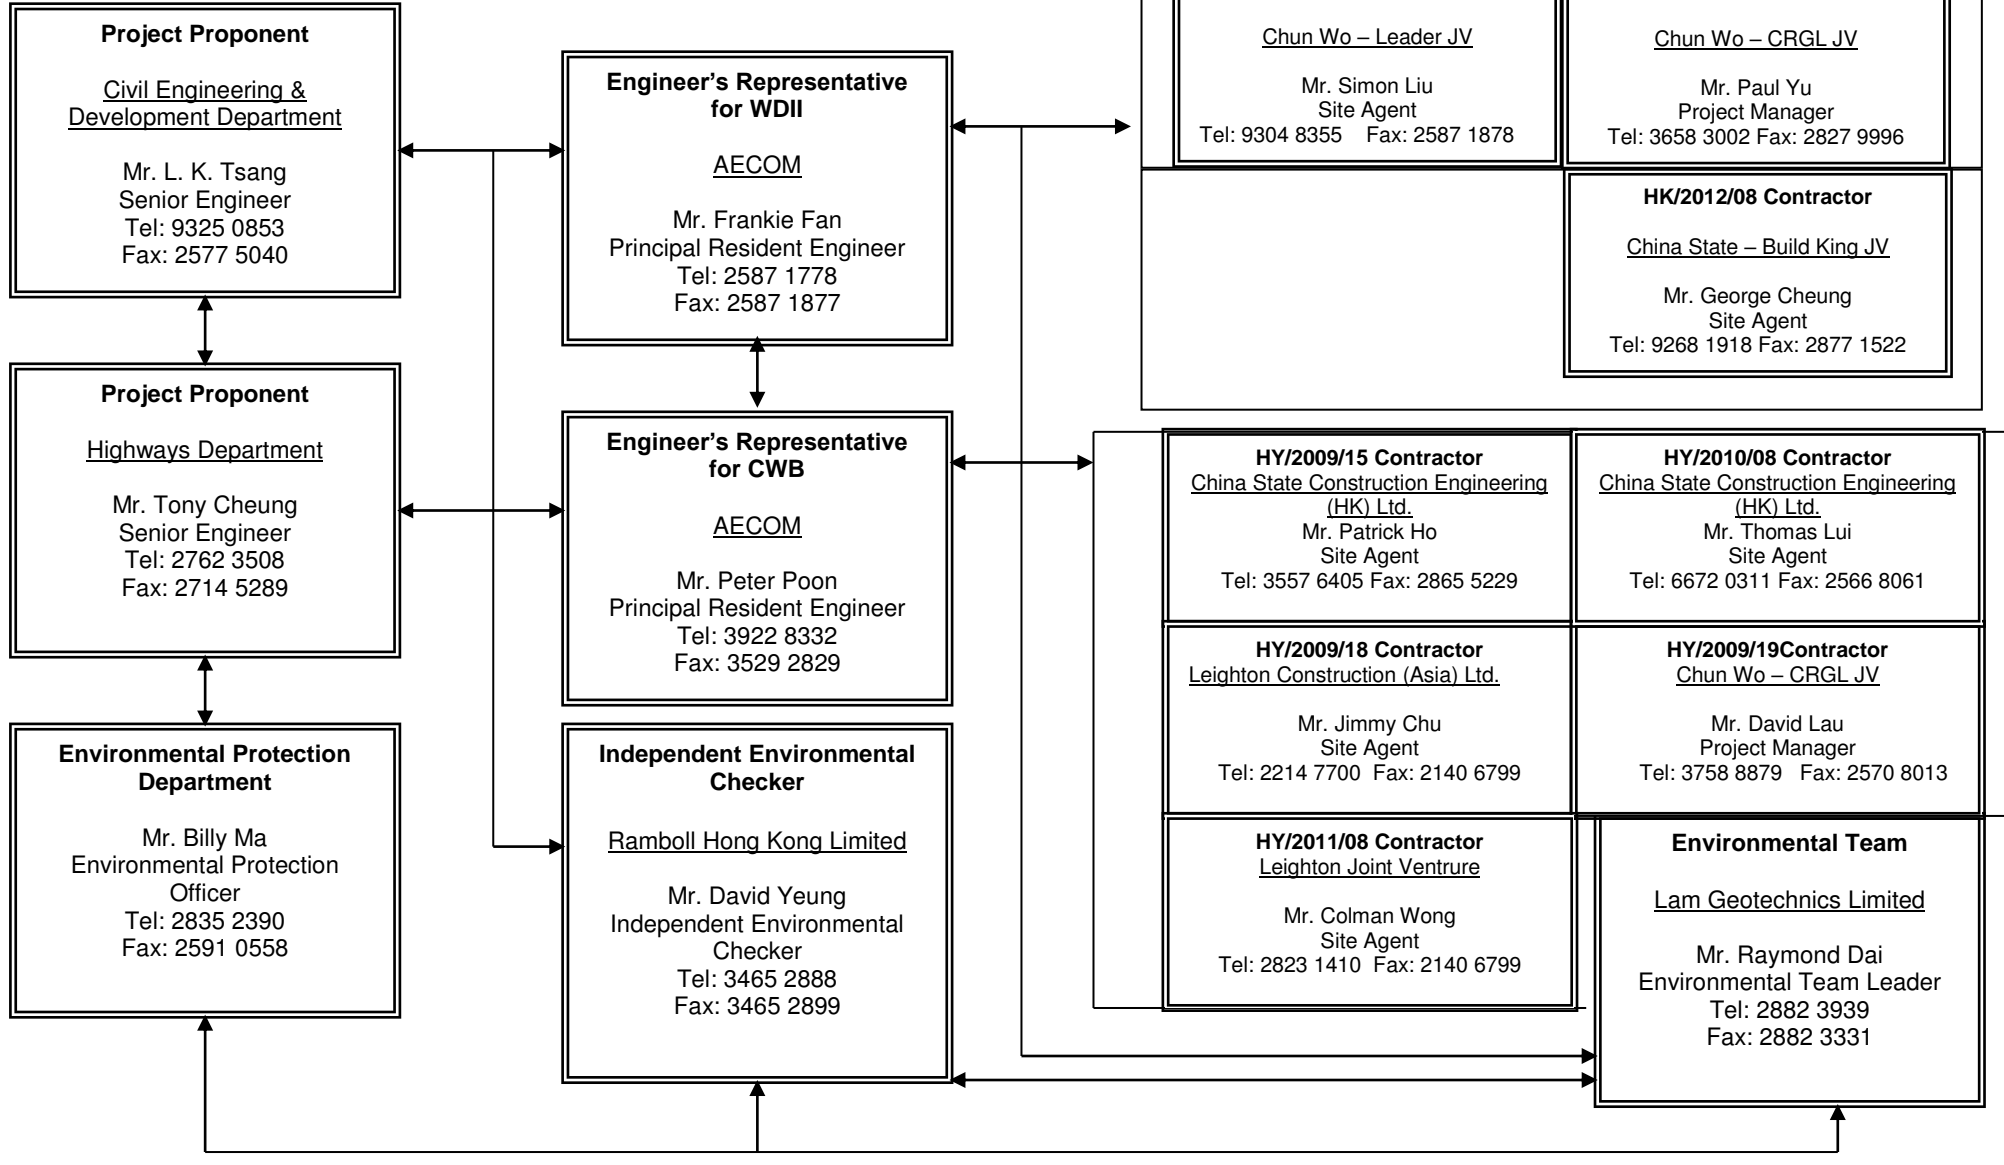 Project Proponent
Civil Engineering &
Development Department
Mr. L. K. Tsang
Senior Engineer
Tel: 9325 0853
Fax: 2577 5040
Project Proponent
Highways Department
Mr. Tony Cheung
Senior Engineer
Tel: 2762 3508
Fax: 2714 5289
Environmental Protection
Department
Mr. Billy Ma
Environmental Protection
Officer
Tel: 2835 2390
Fax: 2591 0558
Engineer’s Representative
for WDII
AECOM
Mr. Frankie Fan
Principal Resident Engineer
Tel: 2587 1778
Fax: 2587 1877
Engineer’s Representative
for CWB
AECOM
Mr. Peter Poon
Principal Resident Engineer
Tel: 3922 8332
Fax: 3529 2829
Independent Environmental
Checker
Ramboll Hong Kong Limited
Mr. David Yeung
Independent Environmental
Checker
Tel: 3465 2888
Fax: 3465 2899
Chun Wo – Leader JV
Mr. Simon Liu
Site Agent
Tel: 9304 8355 Fax: 2587 1878
Chun Wo – CRGL JV
Mr. Paul Yu
Project Manager
Tel: 3658 3002 Fax: 2827 9996
HK/2012/08 Contractor
China State – Build King JV
Mr. George Cheung
Site Agent
Tel: 9268 1918 Fax: 2877 1522
HY/2009/15 Contractor
China State Construction Engineering
(HK) Ltd.
Mr. Patrick Ho
Site Agent
Tel: 3557 6405 Fax: 2865 5229
HY/2010/08 Contractor
China State Construction Engineering
(HK) Ltd.
Mr. Thomas Lui
Site Agent
Tel: 6672 0311 Fax: 2566 8061
HY/2009/18 Contractor
Leighton Construction (Asia) Ltd.
Mr. Jimmy Chu
Site Agent
Tel: 2214 7700 Fax: 2140 6799
HY/2009/19Contractor
Chun Wo – CRGL JV
Mr. David Lau
Project Manager
Tel: 3758 8879 Fax: 2570 8013
HY/2011/08 Contractor
Leighton Joint Ventrure
Mr. Colman Wong
Site Agent
Tel: 2823 1410 Fax: 2140 6799
Environmental Team
Lam Geotechnics Limited
Mr. Raymond Dai
Environmental Team Leader
Tel: 2882 3939
Fax: 2882 3331